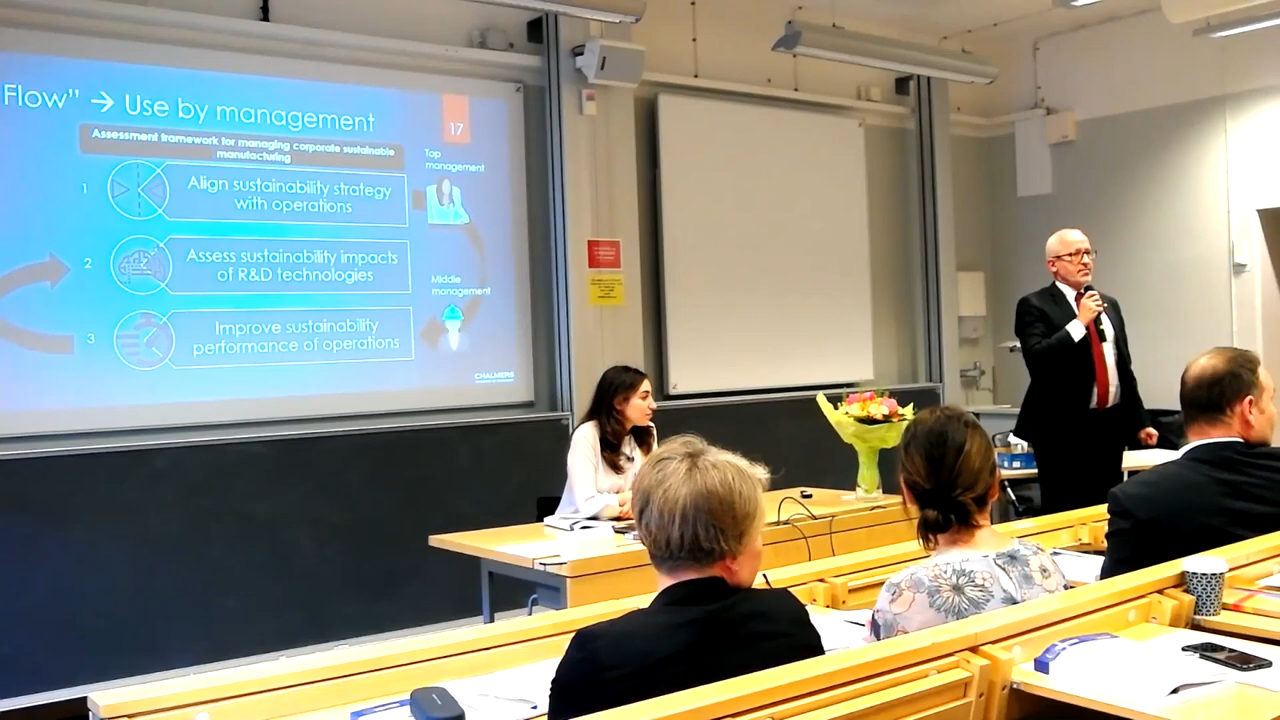 Flow” → Use by management
17
Assessment framework for managing corporate sustainable
manufacturing
Top
management
1
Align sustainability strategy
with operations
2
Assess sustainability impacts
of R&D technologies
Middle
management
3
Improve sustainability
performance of operations
CHALMERS